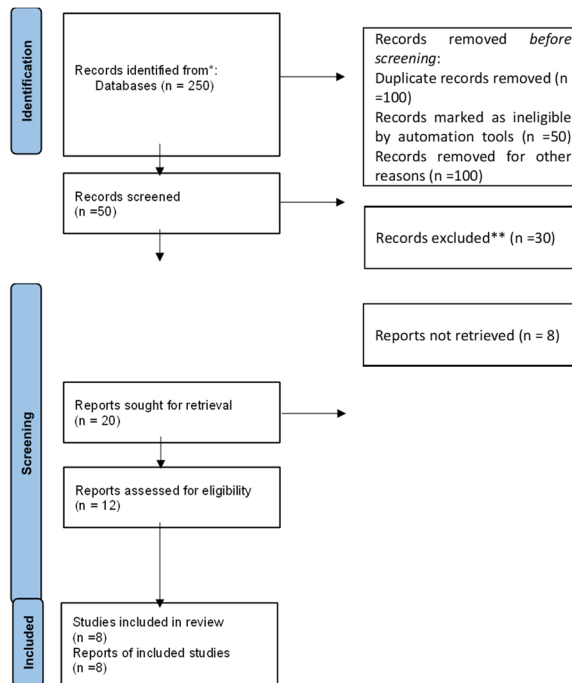 Identification
Records identified from*:
Databases (n = 250)
Records removed before
screening:
Duplicate records removed (n
=100)
Records marked as ineligible
by automation tools (n =50)
Records removed for other
reasons (n =100)
Records screened
(n =50)
Records excluded** (n =30)
Screening
Reports not retrieved (n = 8)
Reports sought for retrieval
(n = 20)
Reports assessed for eligibility
(n = 12)
Included
Studies included in review
(n =8)
Reports of included studies
(n =8)